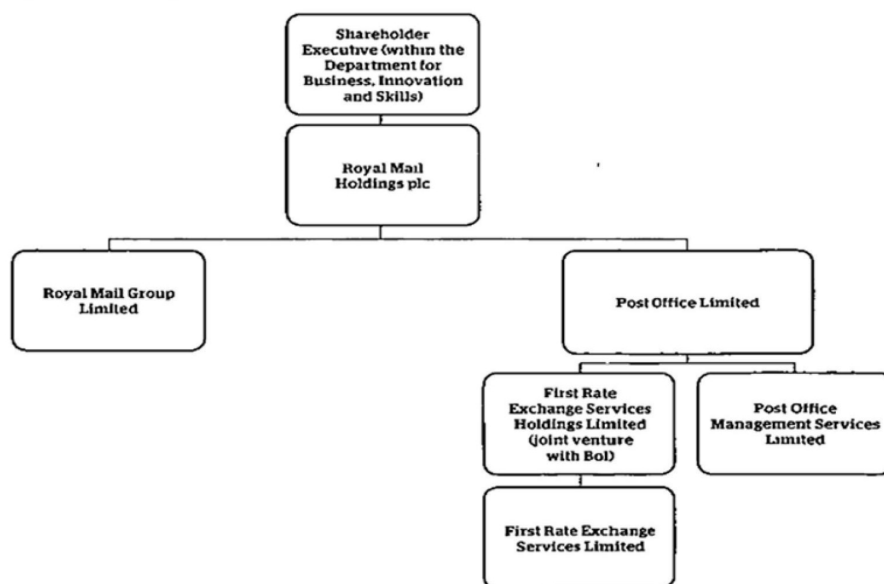 Shareholder
Executive (within the
Department for
Business, Innovation
and Skills)
Royal Mail
Holdings plc
Royal Mail Group
Limited
Post Office Limited
First Rate
Exchange Services
Holdings Limited
(joint venture
with BoI)
Post Office
Management Services
Limited
First Rate Exchange
Services Limited